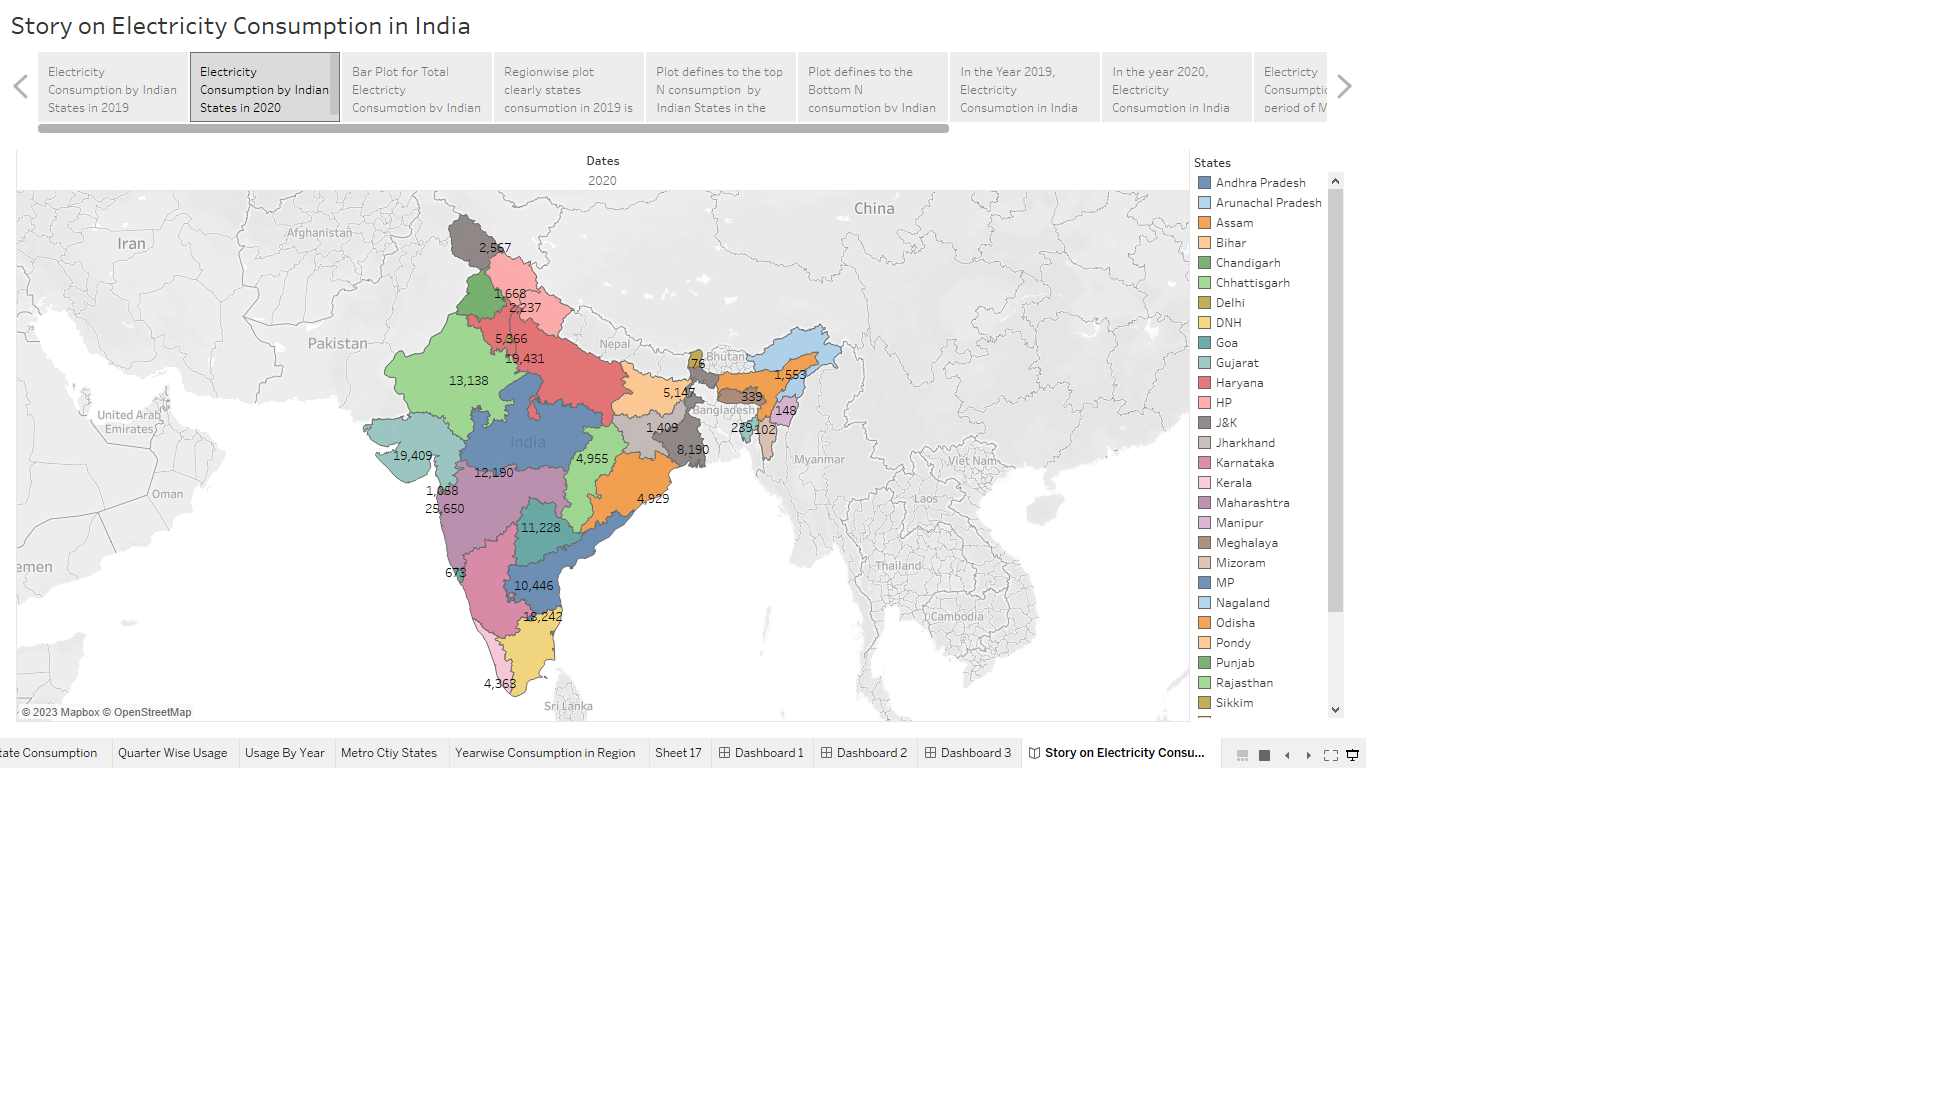 Story on Electricity Consumption in India
Electricity
Consumption by Indian
States in 2019
Electricity
Consumption by Indian
States in 2020
Bar Plot for Total
Electricity
Consumption by Indian
Regionwise plot
clearly states
consumption in 2019 is
Plot defines to the top
N consumption by
Indian States in the
Plot defines to the
Bottom N
consumption by Indian
In the Year 2019,
Electricity
Consumption in India
In the year 2020,
Electricity
Consumption in India
Electricty
Consumptio
period of M
Dates
2020
China
Afghanistan
Iran
2,567
1,668
2,237
Pakistan
5,366
Nepal
19,431
76
Bhutan
13,138
1,553
5,147
339
United Arab
Emirates
Bangladesh
148
1,409
239
102
India
8,190
19,409
4,955
Myanmar
Viet Nam
12,190
1,058
Oman
4,929
Laos
25,650
11,228
emen
673
Thailand
10,446
18,242
Cambodia
4,363
Sri Lanka
© 2023 Mapbox © OpenStreetMap
States
Andhra Pradesh
Arunachal Pradesh
Assam
Bihar
Chandigarh
Chhattisgarh
Delhi
DNH
Goa
Gujarat
Haryana
HP
J&K
Jharkhand
Karnataka
Kerala
Maharashtra
Manipur
Meghalaya
Mizoram
MP
Nagaland
Odisha
Pondy
Punjab
Rajasthan
Sikkim
tate Consumption
Quarter Wise Usage
Usage By Year
Metro Ctiy States
Yearwise Consumption in Region
Sheet 17
Dashboard 1
Dashboard 2
Dashboard 3
Story on Electricity Consu...